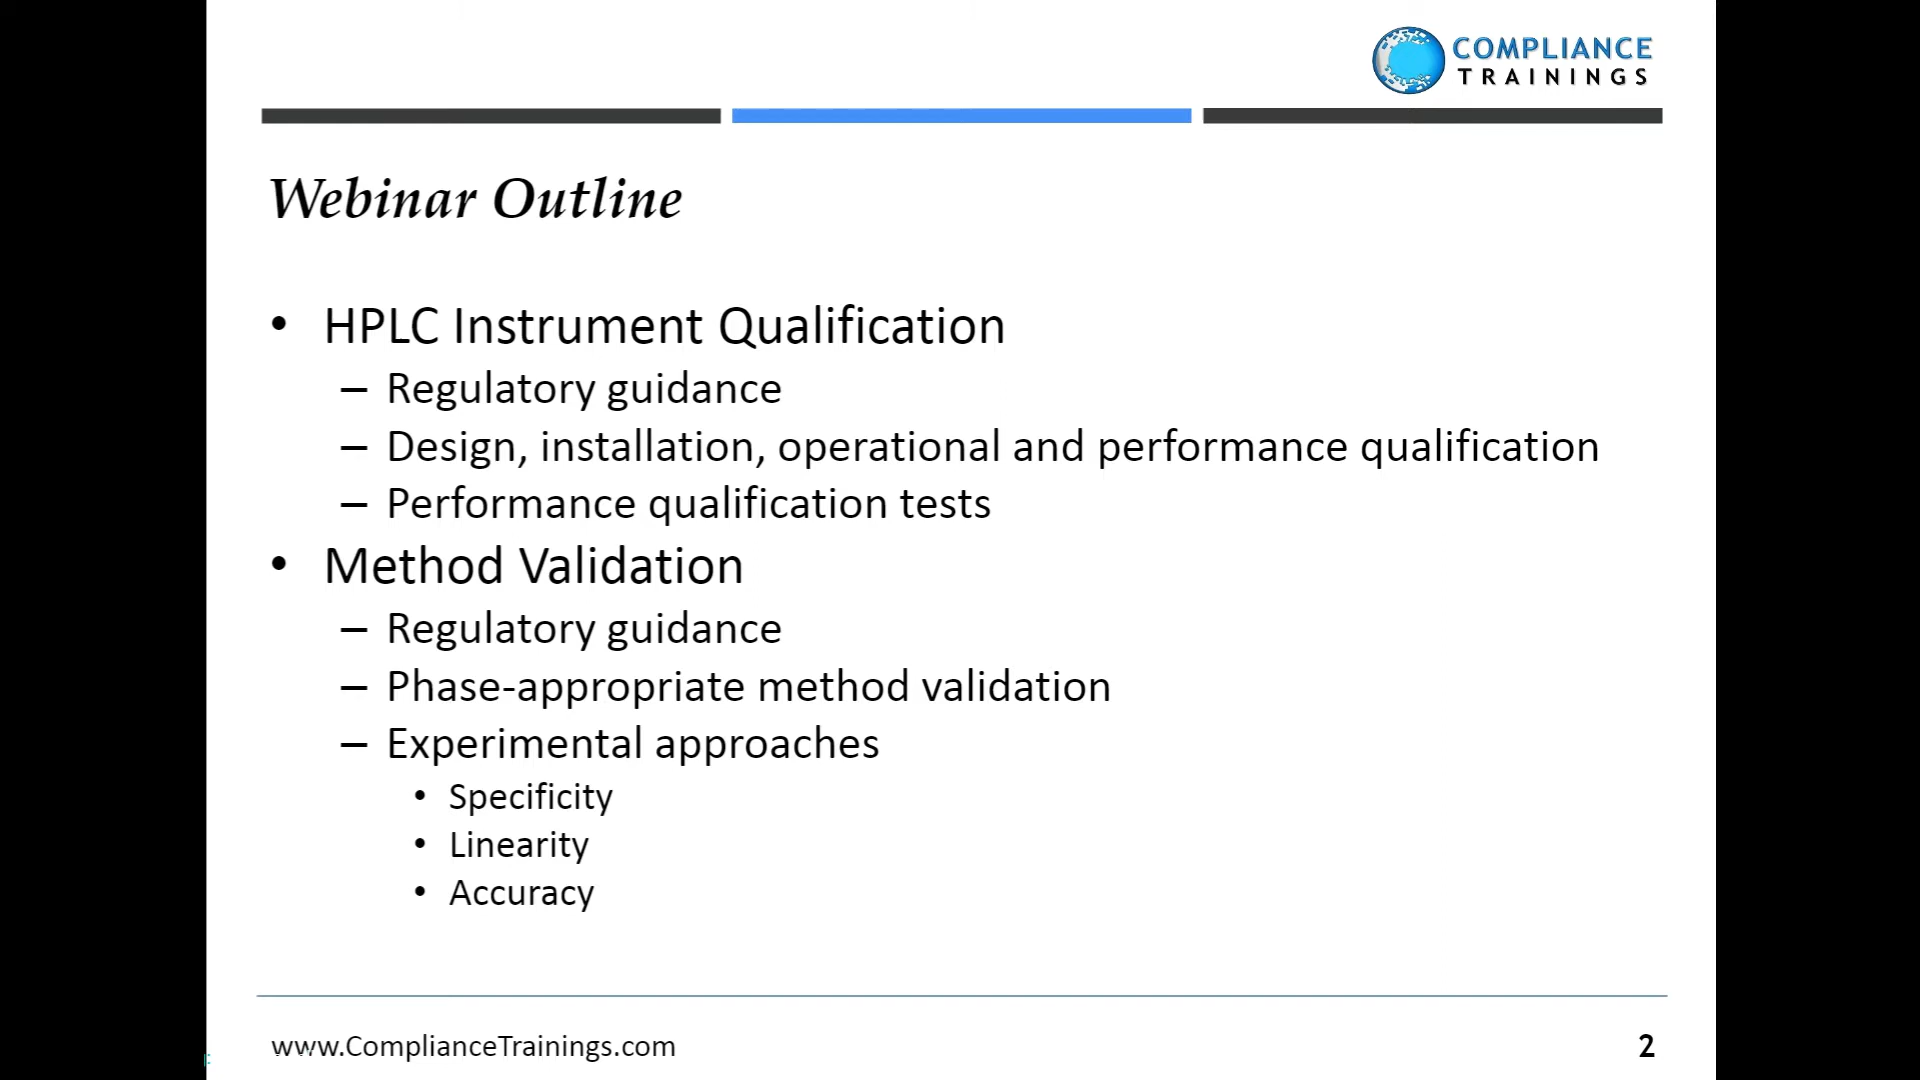 COMPLIANCE
TRAININGS
Webinar Outline
• HPLC Instrument Qualification
– Regulatory guidance
– Design, installation, operational and performance qualification
– Performance qualification tests
• Method Validation
– Regulatory guidance
– Phase-appropriate method validation
– Experimental approaches
• Specificity
• Linearity
• Accuracy
www.ComplianceTrainings.com
2